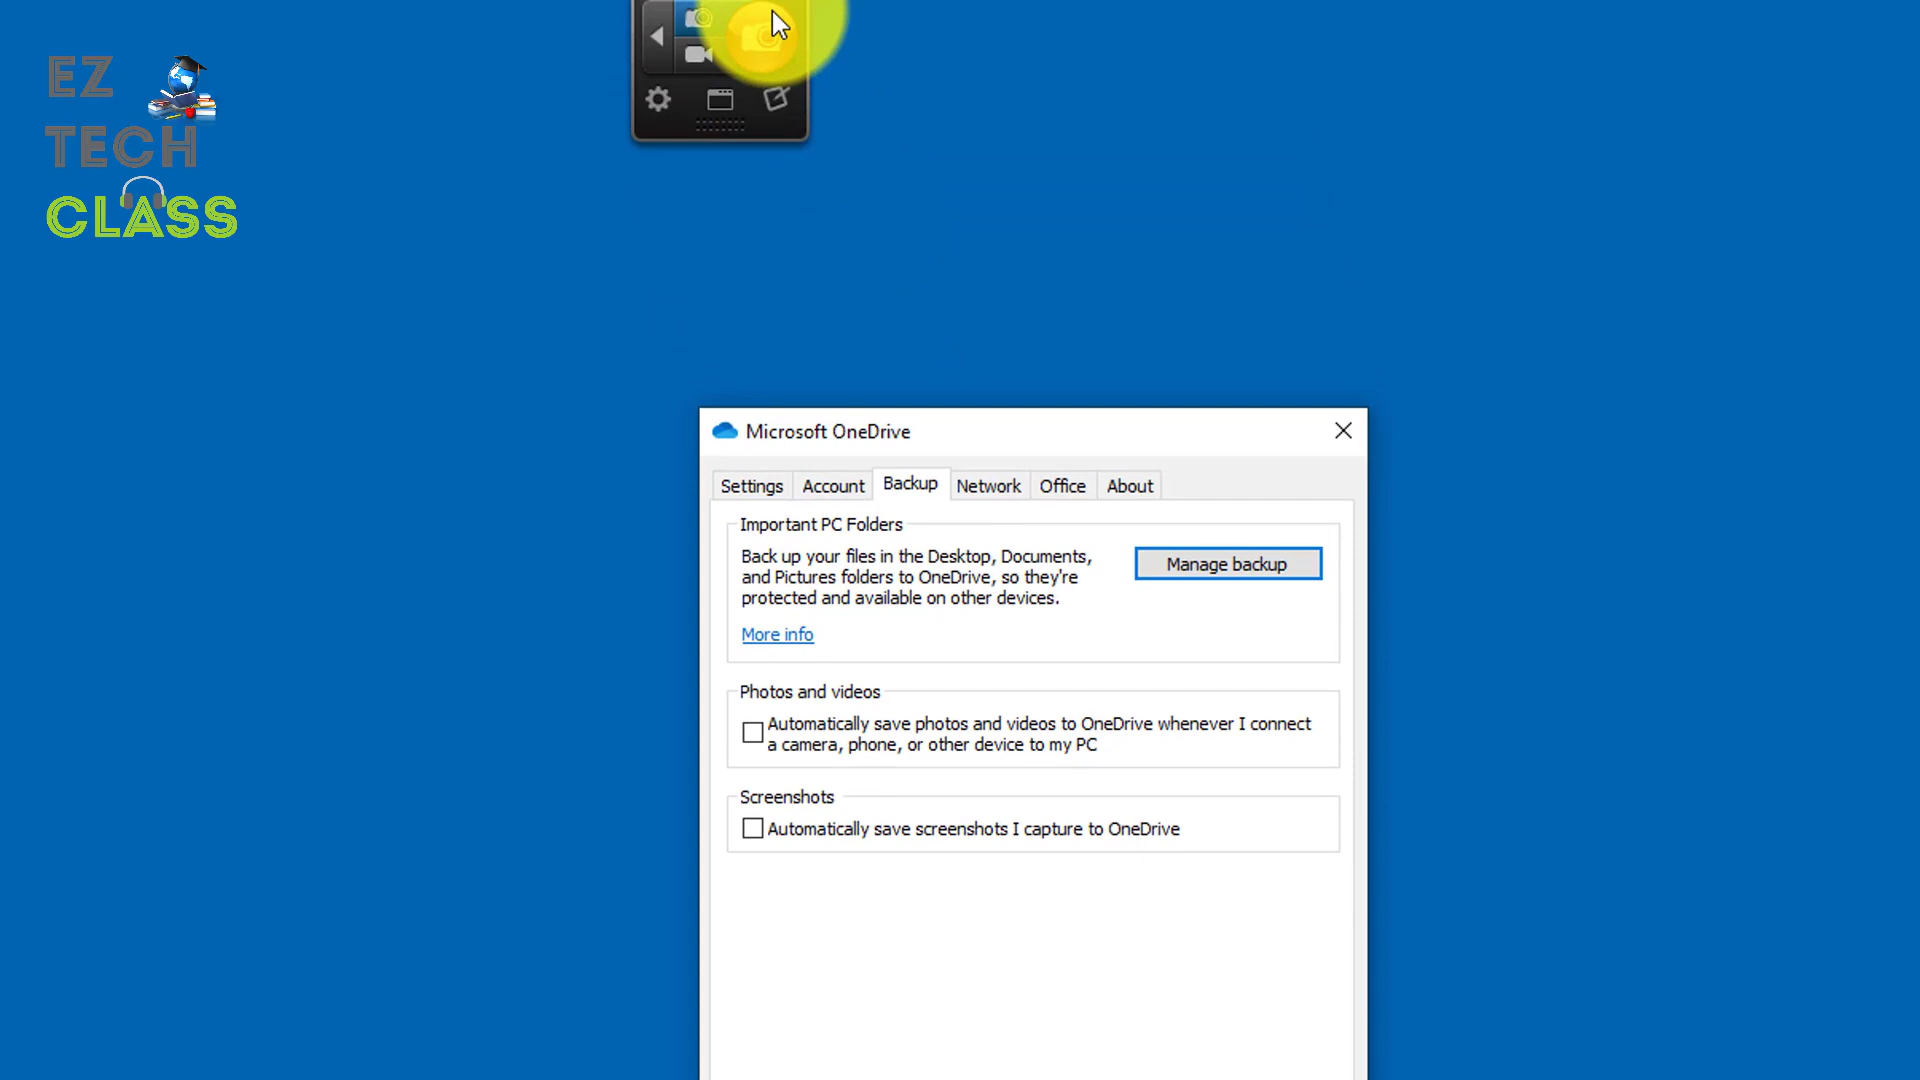 EZ
TECH
CLASS
Microsoft OneDrive
Settings Account Backup Network Office About
Important PC Folders
Back up your files in the Desktop, Documents,
and Pictures folders to OneDrive, so they're
protected and available on other devices.
Manage backup
More info
Photos and videos
Automatically save photos and videos to OneDrive whenever I connect
a camera, phone, or other device to my PC
Screenshots
Automatically save screenshots I capture to OneDrive